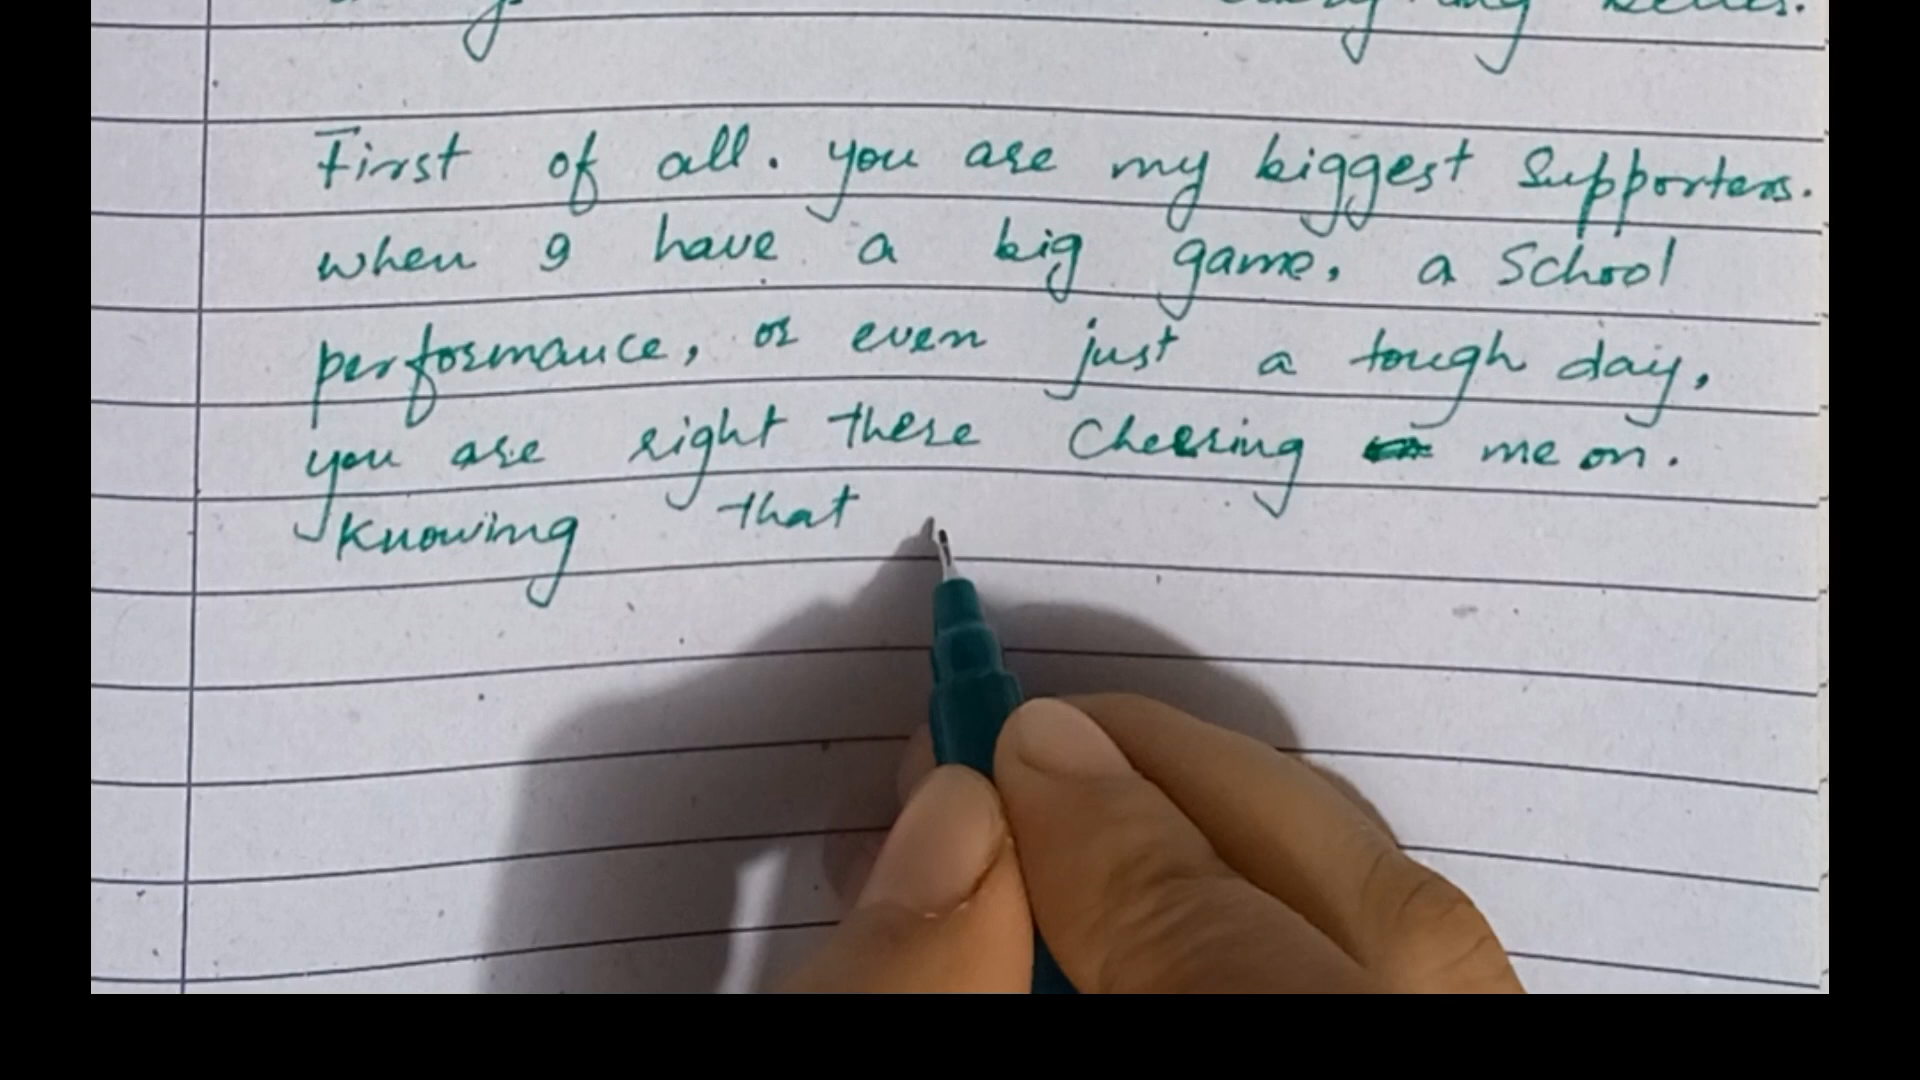 First of all. you are my biggest Supporters.
when I have a big game, a School
performance, or even just a tough day,
you are right there Cheering me on.
Knowing that